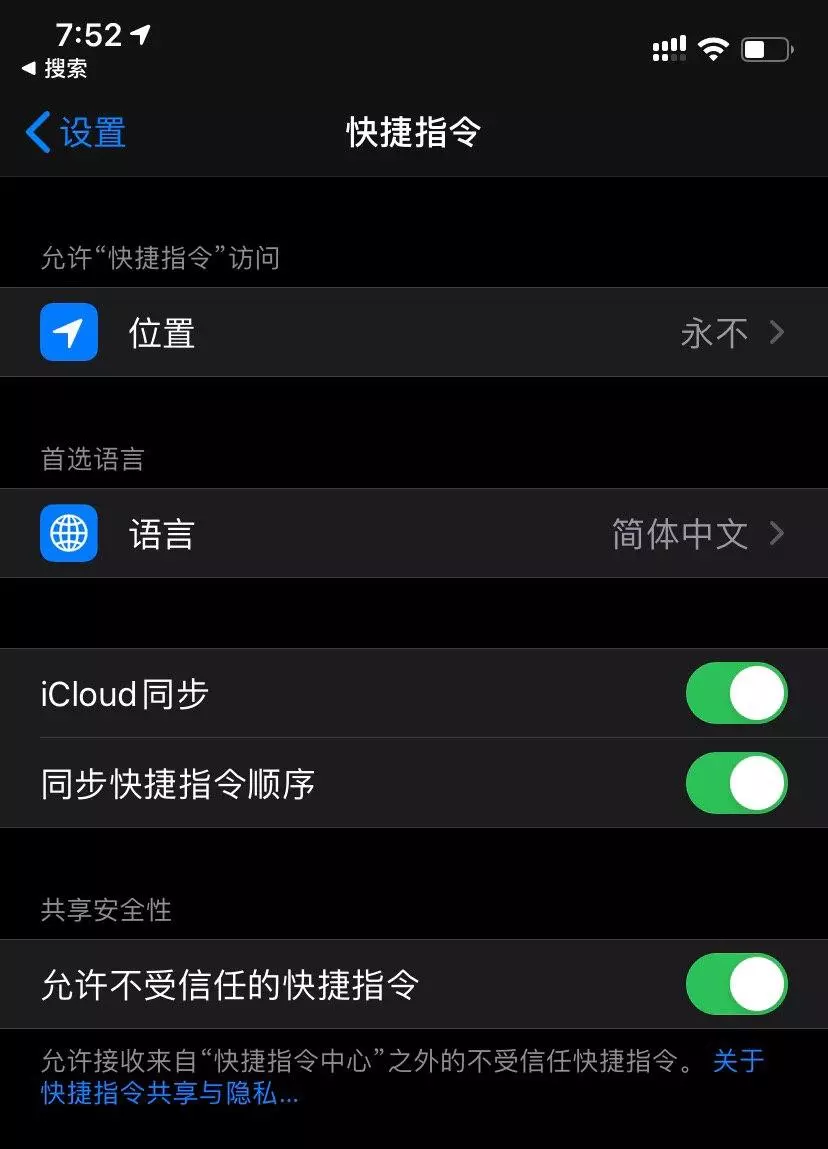 7:52
搜索
设置
快捷指令
允许“快捷指令”访问
位置
永不
首选语言
语言
简体中文
iCloud同步
同步快捷指令顺序
共享安全性
允许不受信任的快捷指令
允许接收来自“快捷指令中心”之外的不受信任快捷指令。关于
快捷指令共享与隐私...